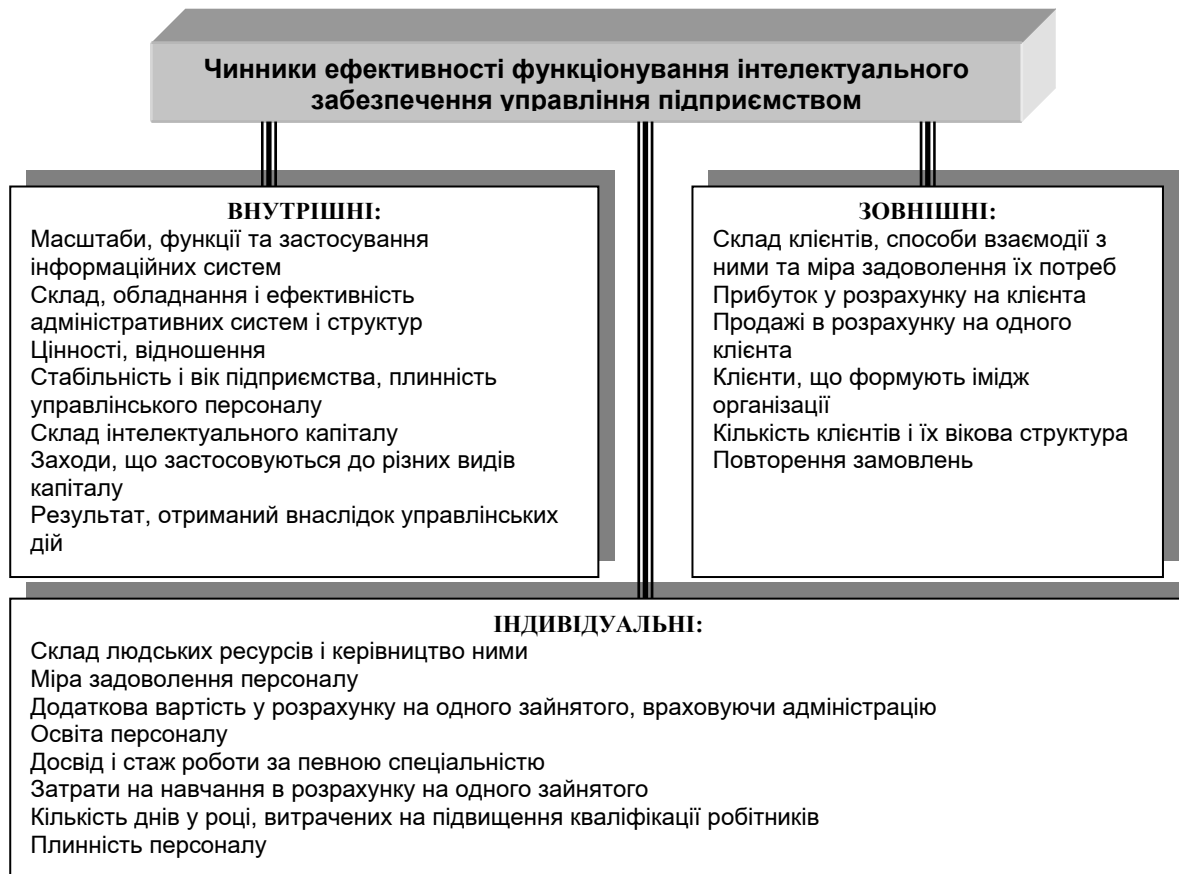 Чинники ефективності функціонування інтелектуального
забезпечення управління підприємством
ВНУТРІШНІ:
Масштаби, функції та застосування
інформаційних систем
Склад, обладнання і ефективність
адміністративних систем і структур
Цінності, відношення
Стабільність і вік підприємства, плинність
управлінського персоналу
Склад інтелектуального капіталу
Заходи, що застосовуються до різних видів
капіталу
Результат, отриманий внаслідок управлінських
дій
ЗОВНІШНІ:
Склад клієнтів, способи взаємодії з
ними та міра задоволення їх потреб
Прибуток у розрахунку на клієнта
Продажі в розрахунку на одного
клієнта
Клієнти, що формують імідж
організації
Кількість клієнтів і їх вікова структура
Повторення замовлень
ІНДИВІДУАЛЬНІ:
Склад людських ресурсів і керівництво ними
Міра задоволення персоналу
Додаткова вартість у розрахунку на одного зайнятого, враховуючи адміністрацію
Освіта персоналу
Досвід і стаж роботи за певною спеціальністю
Затрати на навчання в розрахунку на одного зайнятого
Кількість днів у році, витрачених на підвищення кваліфікації робітників
Плинність персоналу